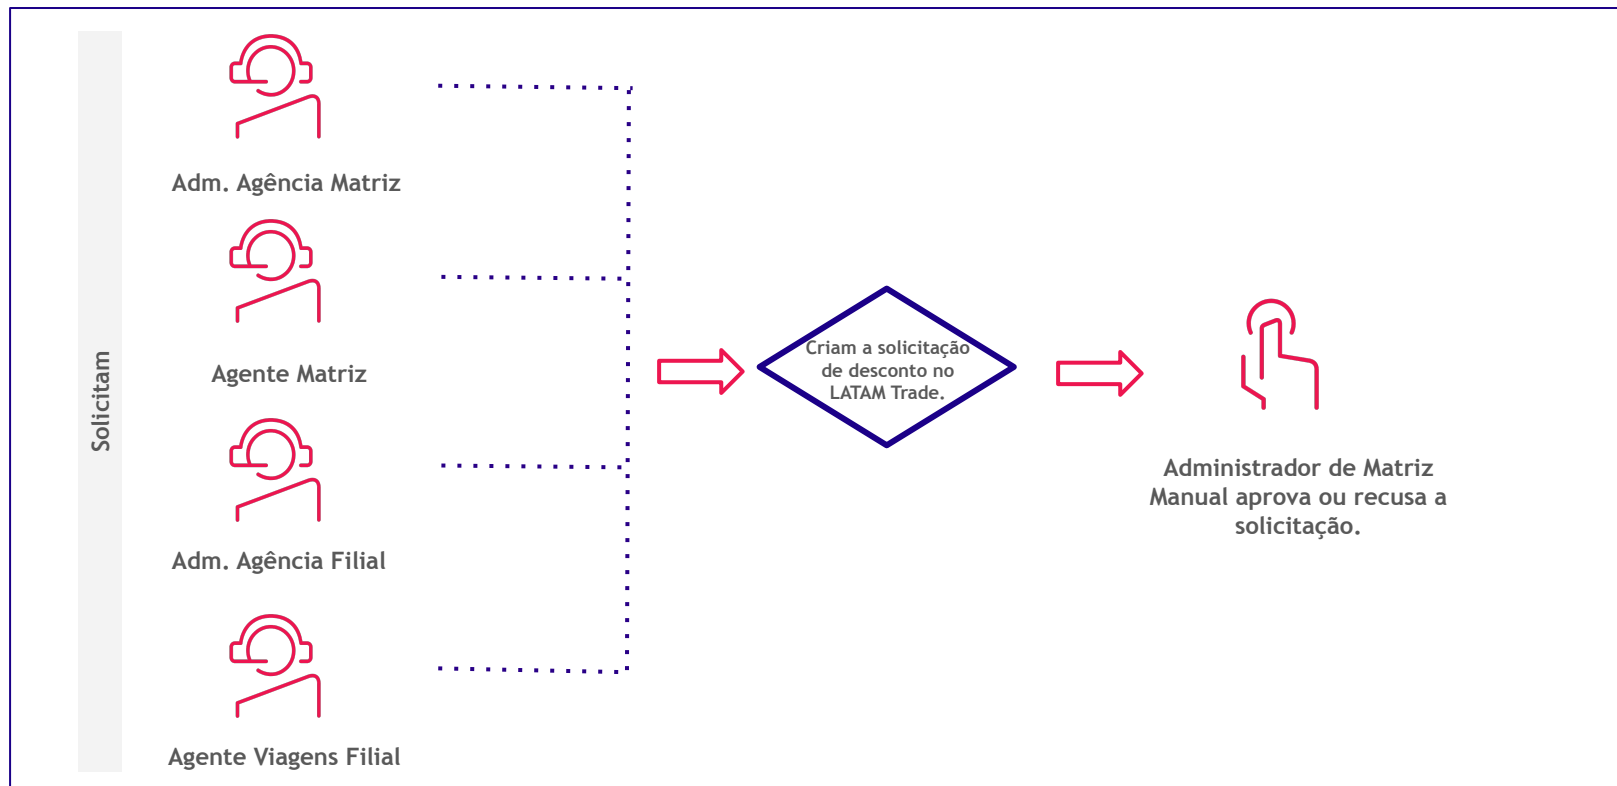 Solicitam
Adm. Agência Matriz
Agente Matriz
Adm. Agência Filial
Agente Viagens Filial
Criam a solicitação
de desconto no
LATAM Trade.
Administrador de Matriz
Manual aprova ou recusa a
solicitação.